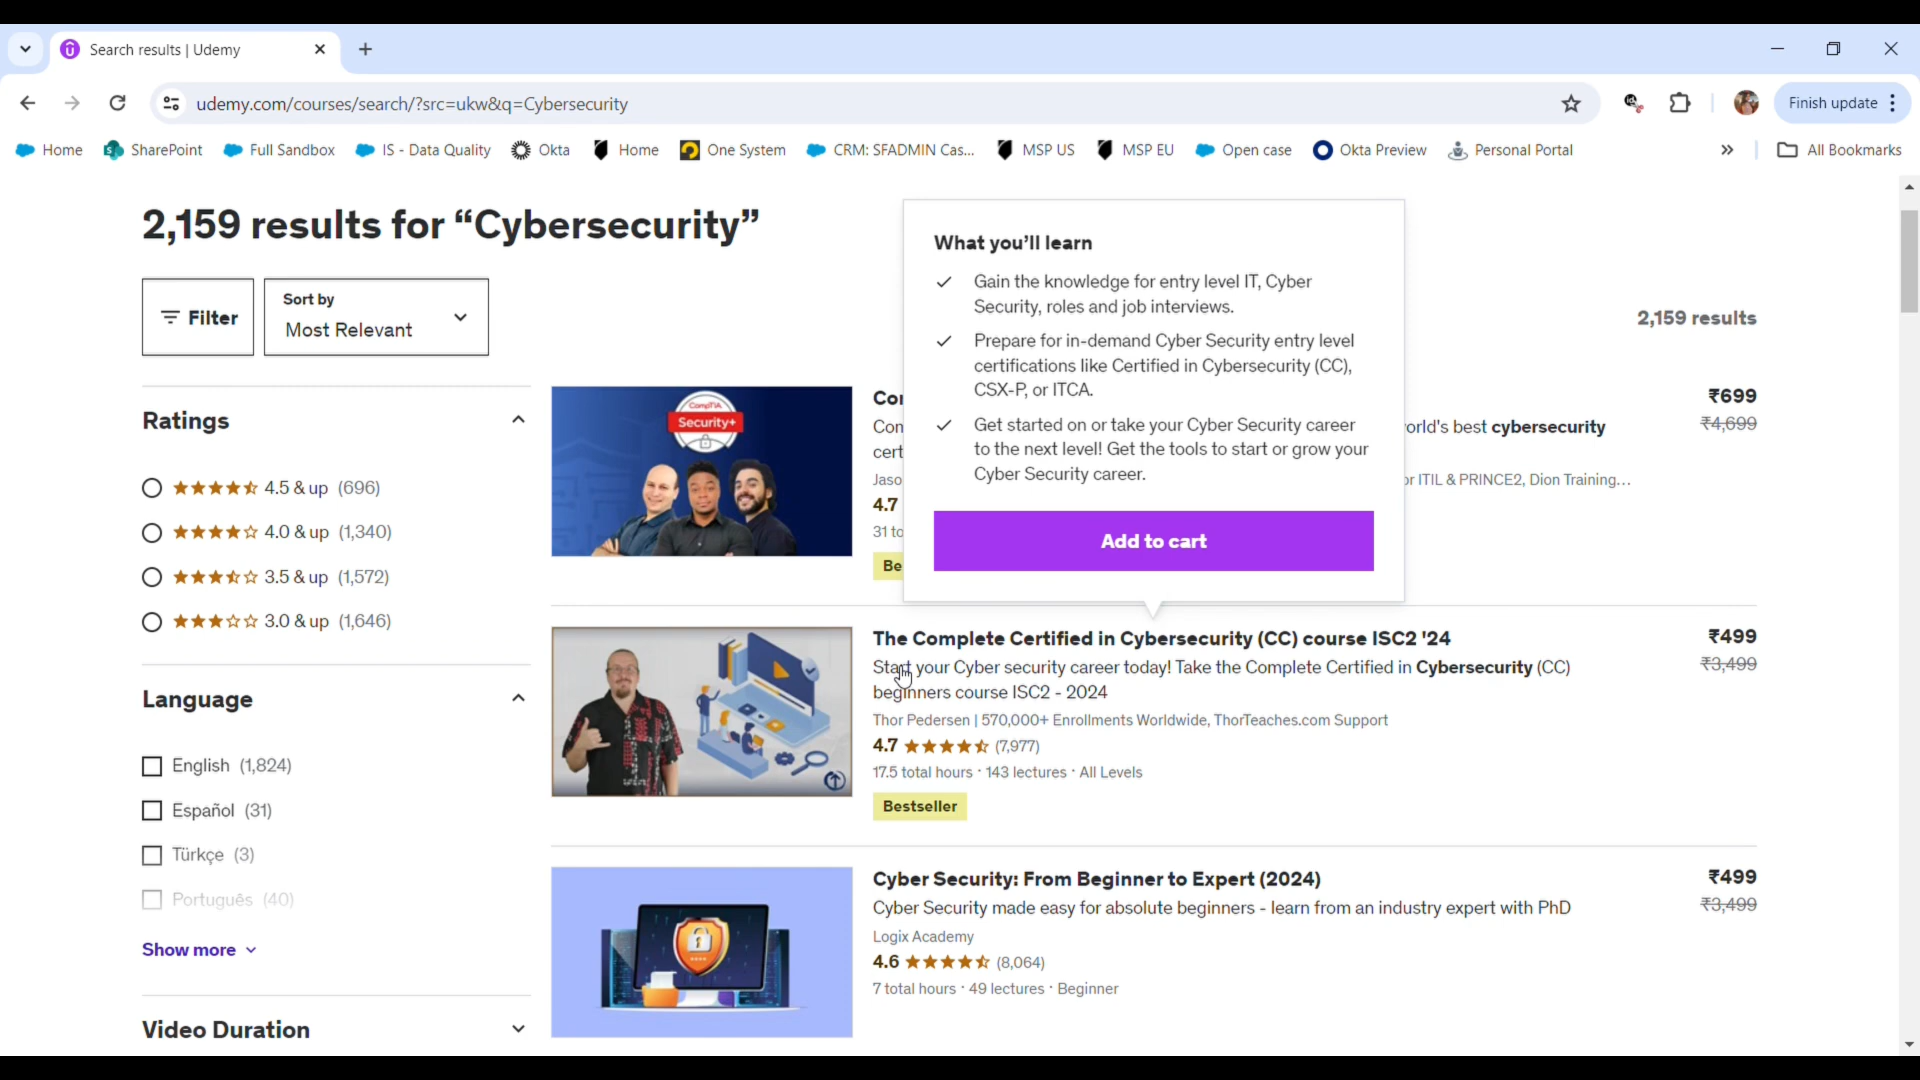 Search results | Udemy
udemy.com/courses/search/?src=ukw&q=Cybersecurity
Finish update
Home SharePoint Full Sandbox IS - Data Quality Okta Home One System CRM: SFADMIN Cas... MSP US MSP EU Open case Okta Preview Personal Portal » All Bookmarks
2,159 results for “Cybersecurity”
Filter
Sort by
Most Relevant
2,159 results
Ratings
4.5 & up (696)
4.0 & up (1,340)
3.5 & up (1,572)
3.0 & up (1,646)
Language
English (1,824)
Español (31)
Türkçe (3)
Português (40)
Show more
Video Duration
CompTIA
Security+
What you’ll learn
Gain the knowledge for entry level IT, Cyber
Security, roles and job interviews.
Prepare for in-demand Cyber Security entry level
certifications like Certified in Cybersecurity (CC),
CSX-P, or ITCA.
Get started on or take your Cyber Security career
to the next level! Get the tools to start or grow your
Cyber Security career.
Add to cart
₹699
best cybersecurity
₹4,699
ITIL & PRINCE2, Dion Training...
4.7
The Complete Certified in Cybersecurity (CC) course ISC2 '24
₹499
Start your Cyber security career today! Take the Complete Certified in Cybersecurity (CC)
₹3,499
beginners course ISC2 - 2024
Thor Pedersen | 570,000+ Enrollments Worldwide, ThorTeaches.com Support
4.7 (7,977)
17.5 total hours · 143 lectures · All Levels
Bestseller
Cyber Security: From Beginner to Expert (2024)
₹499
Cyber Security made easy for absolute beginners - learn from an industry expert with PhD
₹3,499
Logix Academy
4.6 (8,064)
7 total hours · 49 lectures · Beginner